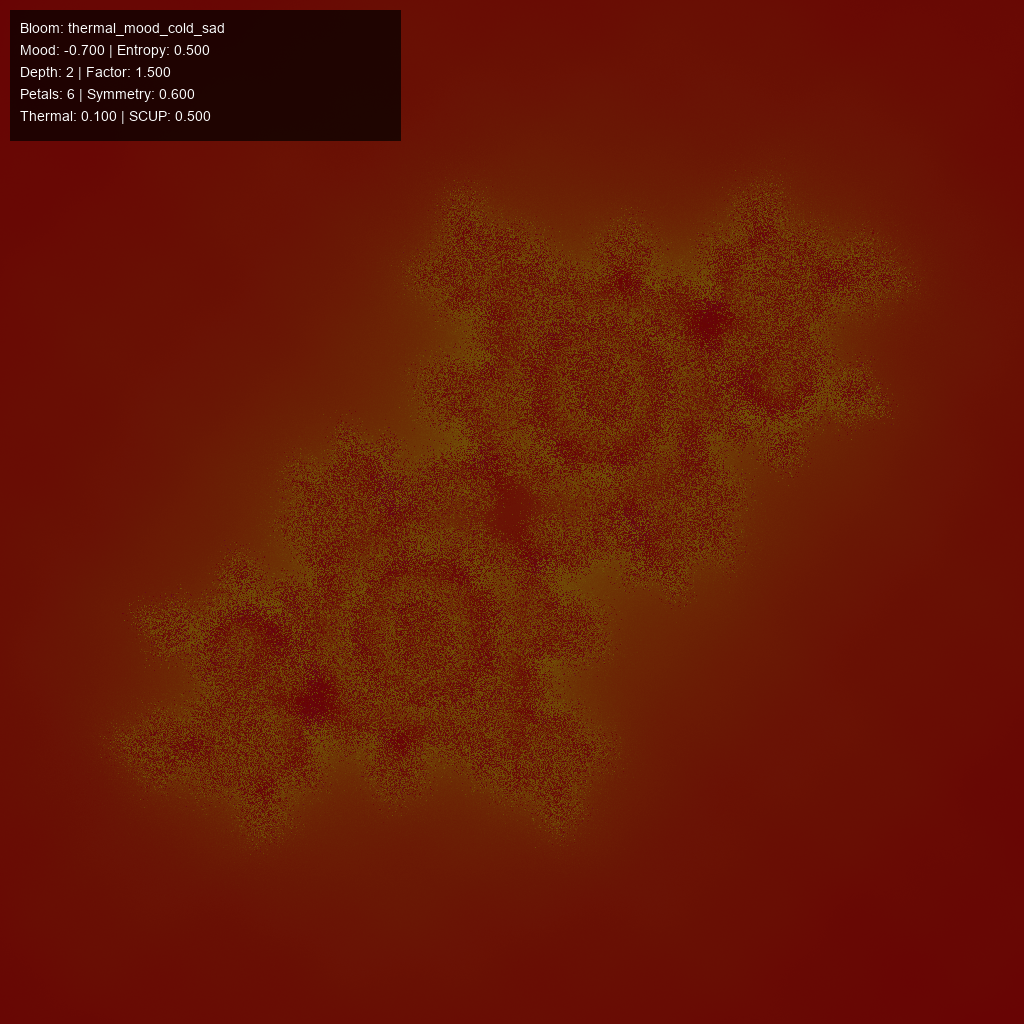 Bloom: thermal_mood_cold_sad
Mood: -0.700 | Entropy: 0.500
Depth: 2 | Factor: 1.500
Petals: 6 | Symmetry: 0.600
Thermal: 0.100 | SCUP: 0.500